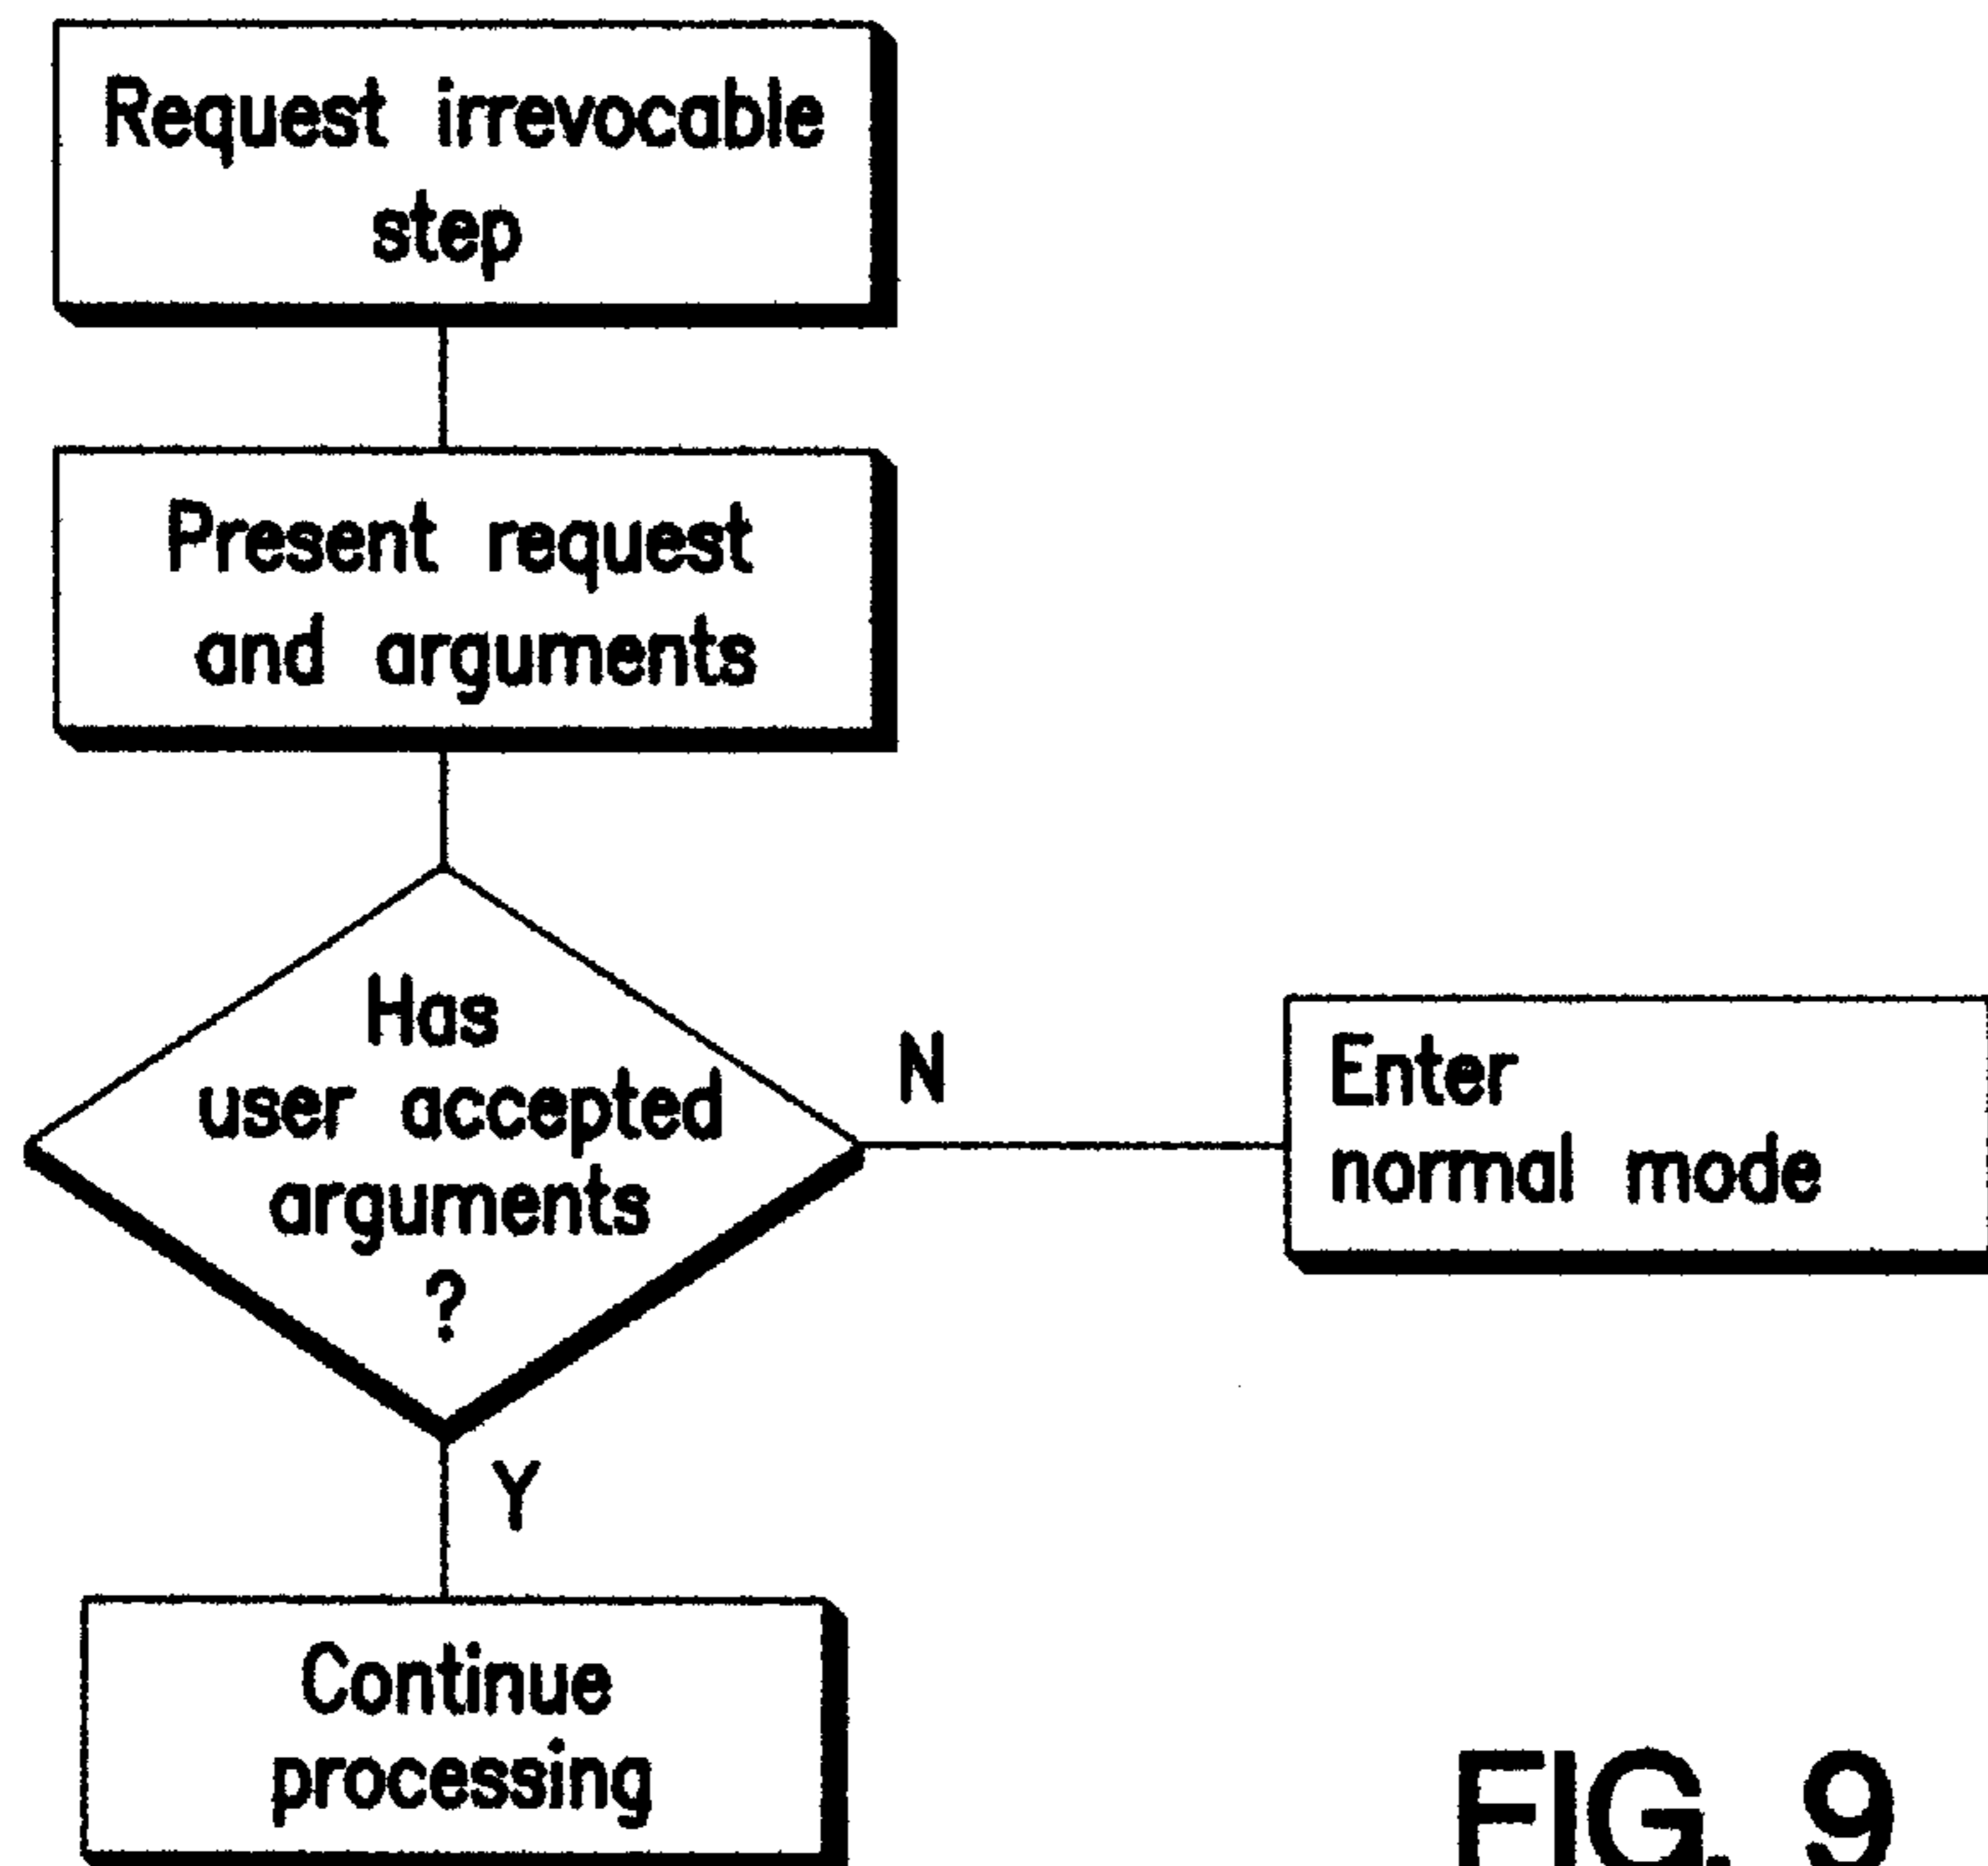 Request irrevocable
step
Present request
and arguments
Has
user accepted
arguments
?
N
Enter
normal mode
Y
Continue
processing
FIG. 9